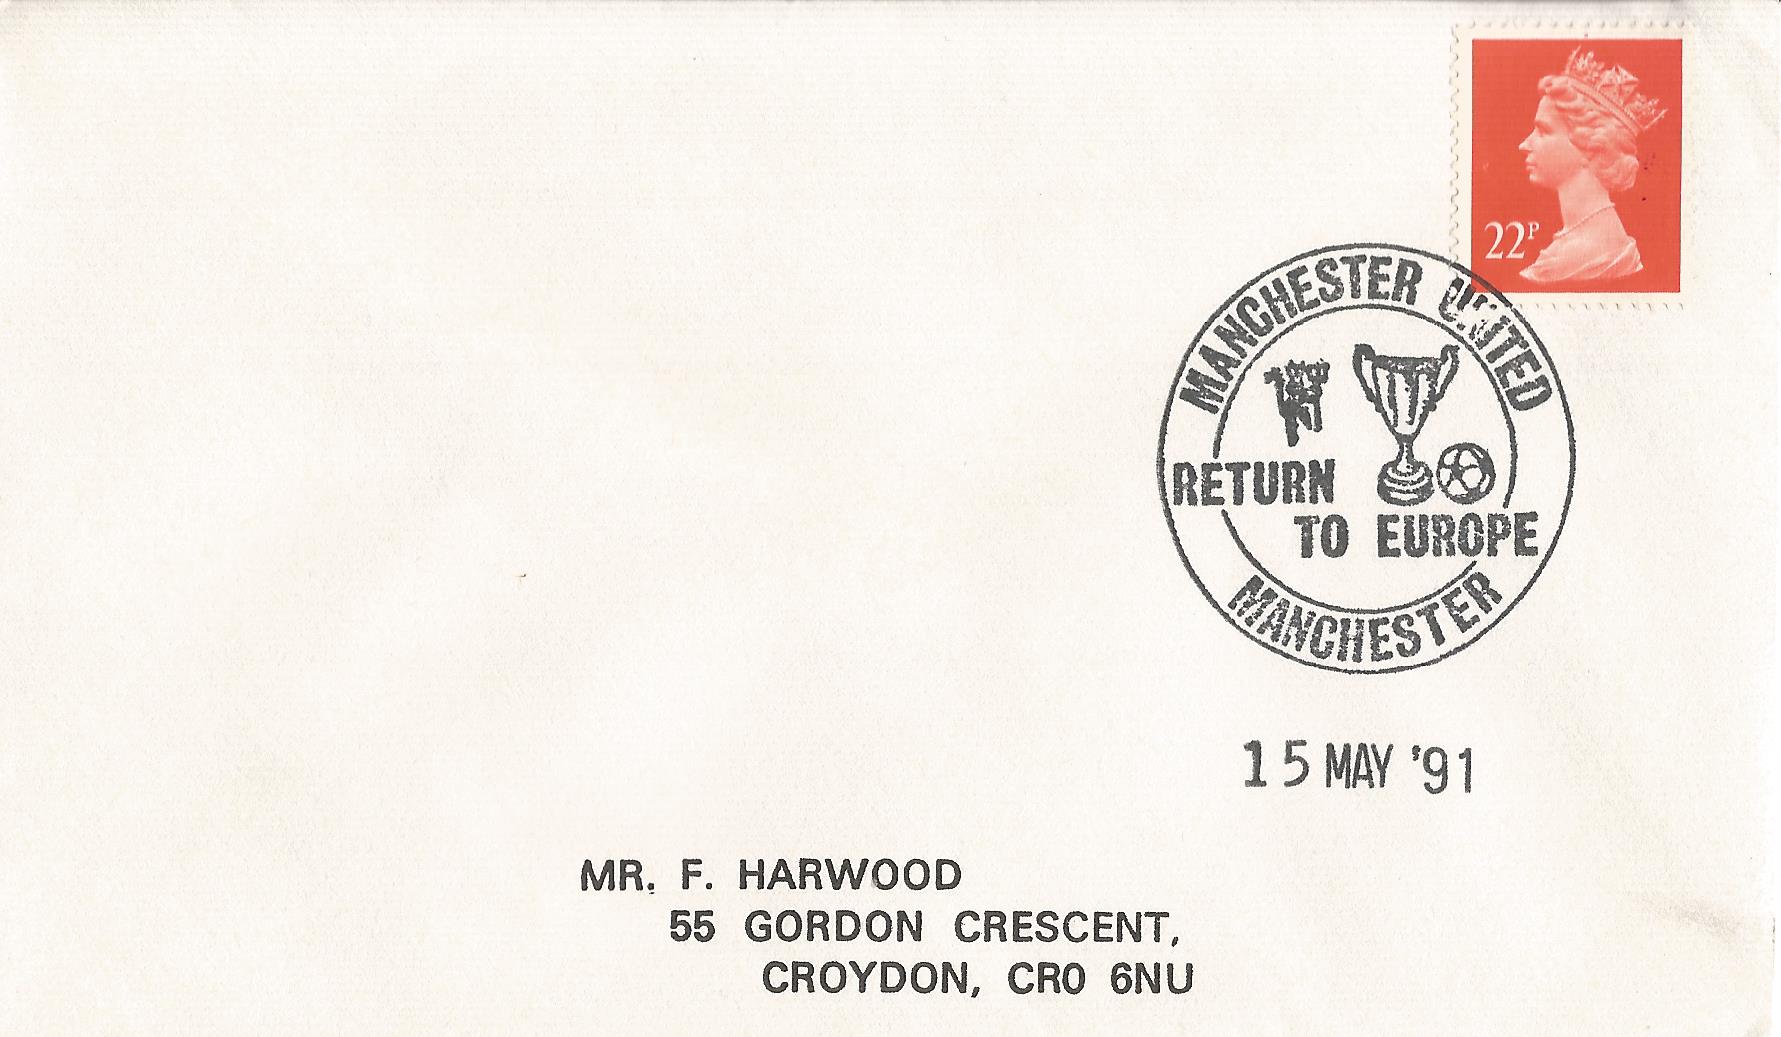 22P
MANCHESTER UNITED
RETURN
TO EUROPE
MANCHESTER
15 MAY '91
MR. F. HARWOOD
55 GORDON CRESCENT,
CROYDON, CR0 6NU